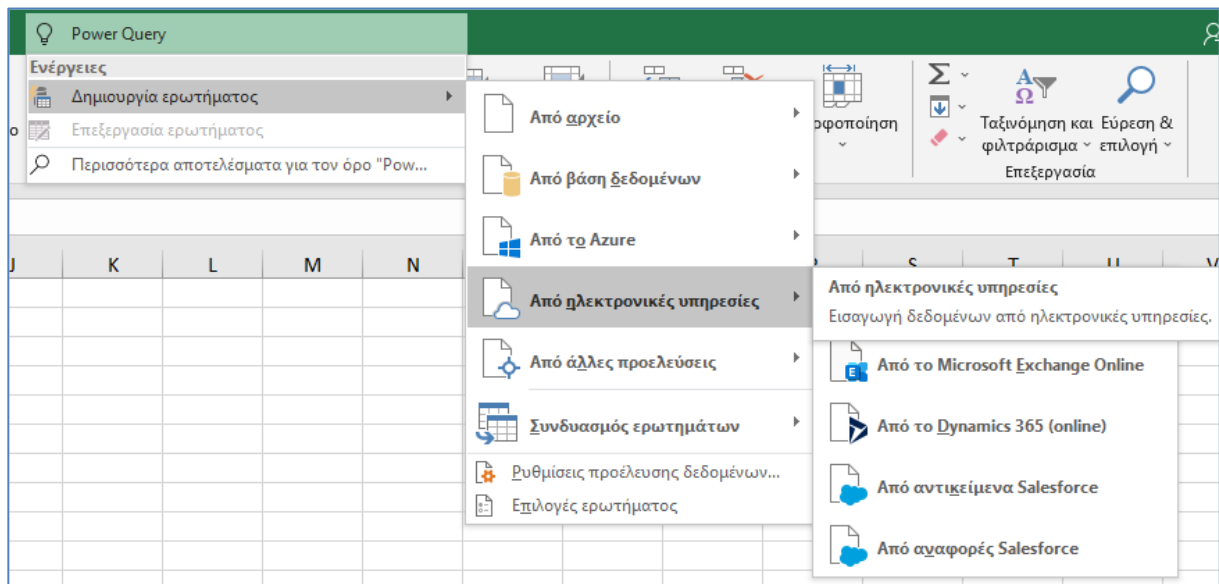 Power Query
Ενέργειες
Δημιουργία ερωτήματος
Επεξεργασία ερωτήματος
Περισσότερα αποτελέσματα για τον όρο "Pow...
Από αρχείο
Από βάση δεδομένων
Από το Azure
Από ηλεκτρονικές υπηρεσίες
Από άλλες προελεύσεις
Συνδυασμός ερωτημάτων
Ρυθμίσεις προέλευσης δεδομένων...
Επιλογές ερωτήματος
Από ηλεκτρονικές υπηρεσίες
Εισαγωγή δεδομένων από ηλεκτρονικές υπηρεσίες.
Από το Microsoft Exchange Online
Από το Dynamics 365 (online)
Από αντικείμενα Salesforce
Από αναφορές Salesforce
ρφοποίηση
Ταξινόμηση και
φιλτράρισμα
Εύρεση &
επιλογή
Επεξεργασία
J K L M N S T U V